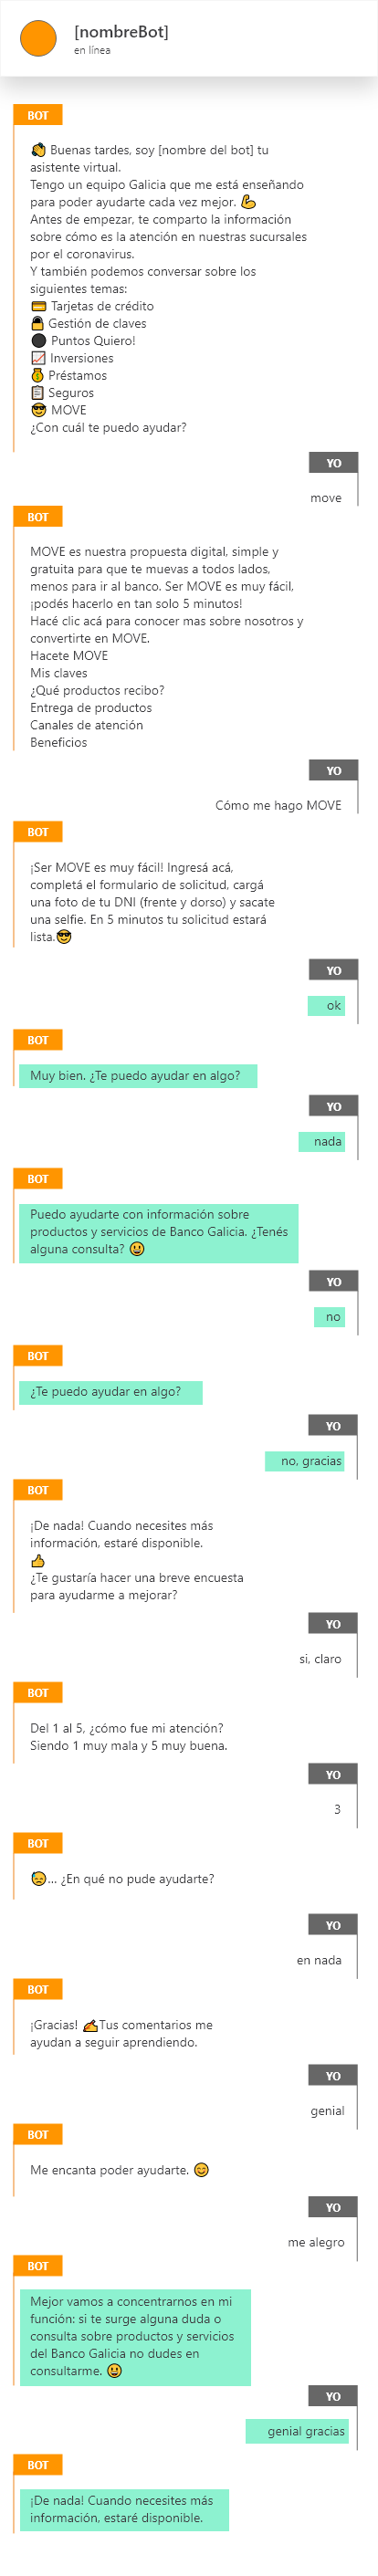 [nombreBot]
en línea
BOT
👋 Buenas tardes, soy [nombre del bot] tu
asistente virtual.
Tengo un equipo Galicia que me está enseñando
para poder ayudarte cada vez mejor. 💪
Antes de empezar, te comparto la información
sobre cómo es la atención en nuestras sucursales
por el coronavirus.
Y también podemos conversar sobre los
siguientes temas:
💳 Tarjetas de crédito
🔒 Gestión de claves
⚫ Puntos Quiero!
📈 Inversiones
💰 Préstamos
📋 Seguros
😎 MOVE
¿Con cuál te puedo ayudar?
YO
move
BOT
MOVE es nuestra propuesta digital, simple y
gratuita para que te muevas a todos lados,
menos para ir al banco. Ser MOVE es muy fácil,
¡podés hacerlo en tan solo 5 minutos!
Hacé clic acá para conocer mas sobre nosotros y
convertirte en MOVE.
Hacete MOVE
Mis claves
¿Qué productos recibo?
Entrega de productos
Canales de atención
Beneficios
YO
Cómo me hago MOVE
BOT
¡Ser MOVE es muy fácil! Ingresá acá,
completá el formulario de solicitud, cargá
una foto de tu DNI (frente y dorso) y sacate
una selfie. En 5 minutos tu solicitud estará
lista.😎
YO
ok
BOT
Muy bien. ¿Te puedo ayudar en algo?
YO
nada
BOT
Puedo ayudarte con información sobre
productos y servicios de Banco Galicia. ¿Tenés
alguna consulta? 😃
YO
no
BOT
¿Te puedo ayudar en algo?
YO
no, gracias
BOT
¡De nada! Cuando necesites más
información, estaré disponible.
👍
¿Te gustaría hacer una breve encuesta
para ayudarme a mejorar?
YO
si, claro
BOT
Del 1 al 5, ¿cómo fue mi atención?
Siendo 1 muy mala y 5 muy buena.
YO
3
BOT
😥... ¿En qué no pude ayudarte?
YO
en nada
BOT
¡Gracias! ✍Tus comentarios me
ayudan a seguir aprendiendo.
YO
genial
BOT
Me encanta poder ayudarte. 😊
YO
me alegro
BOT
Mejor vamos a concentrarnos en mi
función: si te surge alguna duda o
consulta sobre productos y servicios
del Banco Galicia no dudes en
consultarme. 😃
YO
genial gracias
BOT
¡De nada! Cuando necesites más
información, estaré disponible.